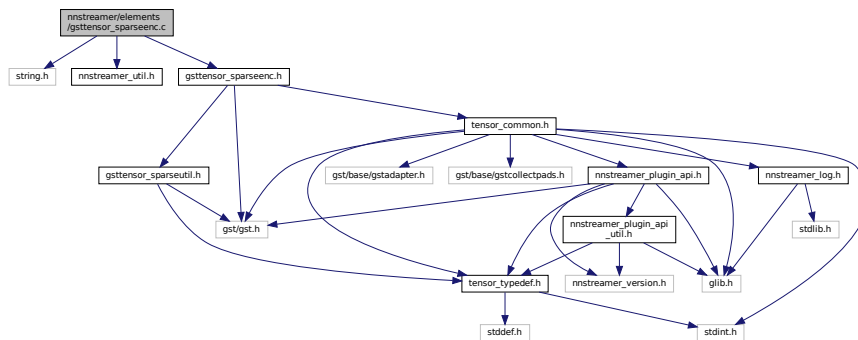 nnstreamer/elements
/gsttensor_sparseenc.c
string.h
nnstreamer_util.h
gsttensor_sparseenc.h
tensor_common.h
gsttensor_sparseutil.h
gst/base/gstadapter.h
gst/base/gstcollectpads.h
nnstreamer_plugin_api.h
nnstreamer_log.h
gst/gst.h
nnstreamer_plugin_api
_util.h
stdlib.h
tensor_typedef.h
nnstreamer_version.h
glib.h
stddef.h
stdint.h